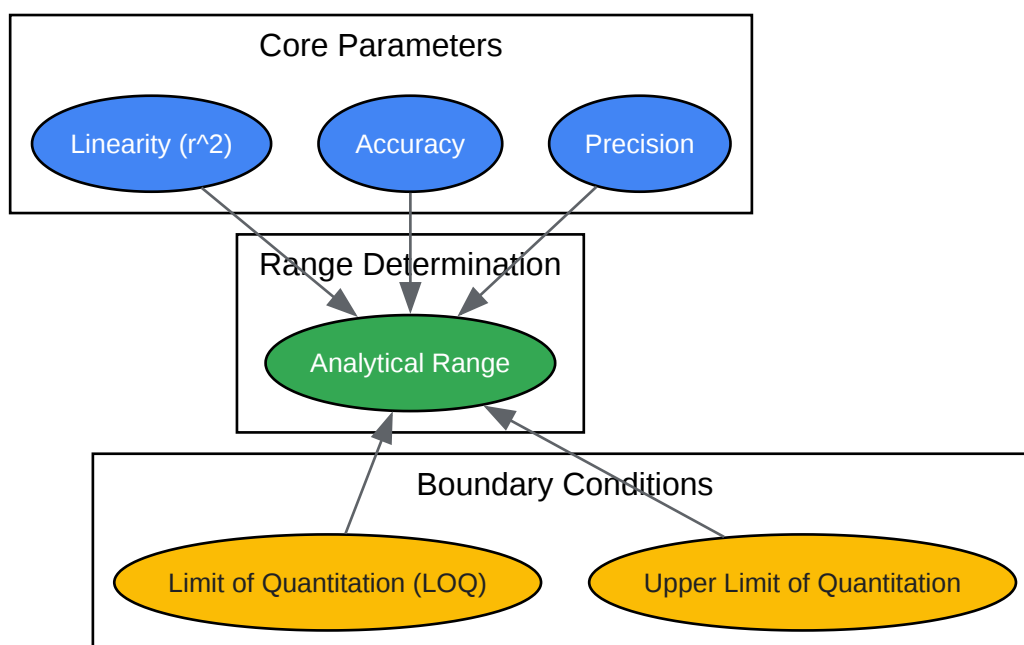 Core Parameters
Linearity (r^2)
Accuracy
Precision
Range Determination
Analytical Range
Boundary Conditions
Limit of Quantitation (LOQ)
Upper Limit of Quantitation